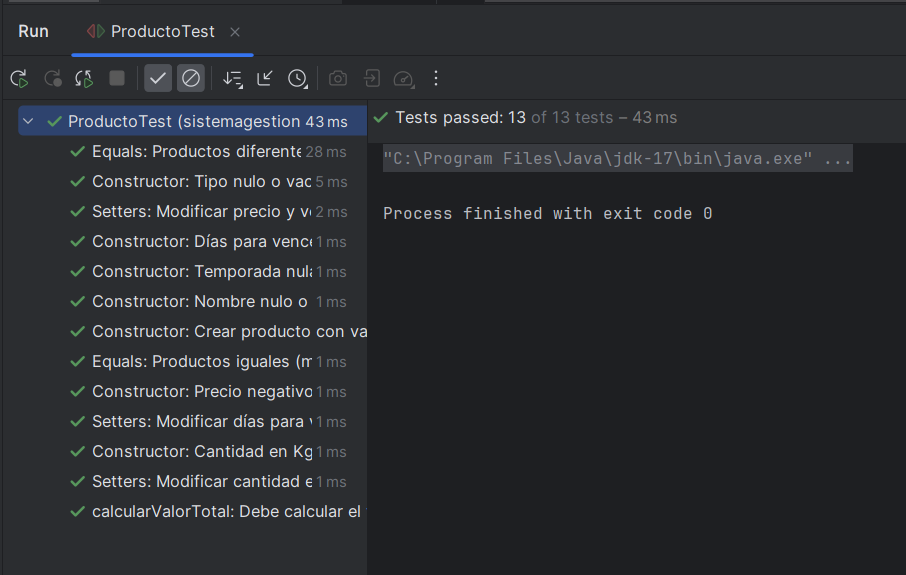 Run ProductoTest
ProductoTest (sistemagestion 43 ms
Equals: Productos diferente 28 ms
Constructor: Tipo nulo o vac 5 ms
Setters: Modificar precio y v 2 ms
Constructor: Días para vence 1 ms
Constructor: Temporada nula 1 ms
Constructor: Nombre nulo o 1 ms
Constructor: Crear producto con va
Equals: Productos iguales (m 1 ms
Constructor: Precio negativo 1 ms
Setters: Modificar días para v 1 ms
Constructor: Cantidad en Kg 1 ms
Setters: Modificar cantidad e 1 ms
calcularValorTotal: Debe calcular el
Tests passed: 13 of 13 tests – 43 ms
"C:\Program Files\Java\jdk-17\bin\java.exe" ...
Process finished with exit code 0